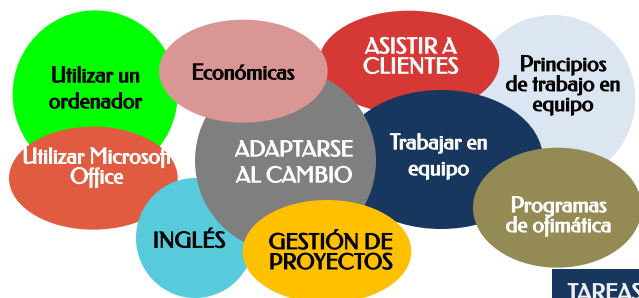 Utilizar un
ordenador
Económicas
ASISTIR A
CLIENTES
Principios
de trabajo en
equipo
Utilizar Microsoft
Office
ADAPTARSE
AL CAMBIO
Trabajar en
equipo
Programas
de ofimática
INGLÉS
GESTIÓN DE
PROYECTOS
TAREAS